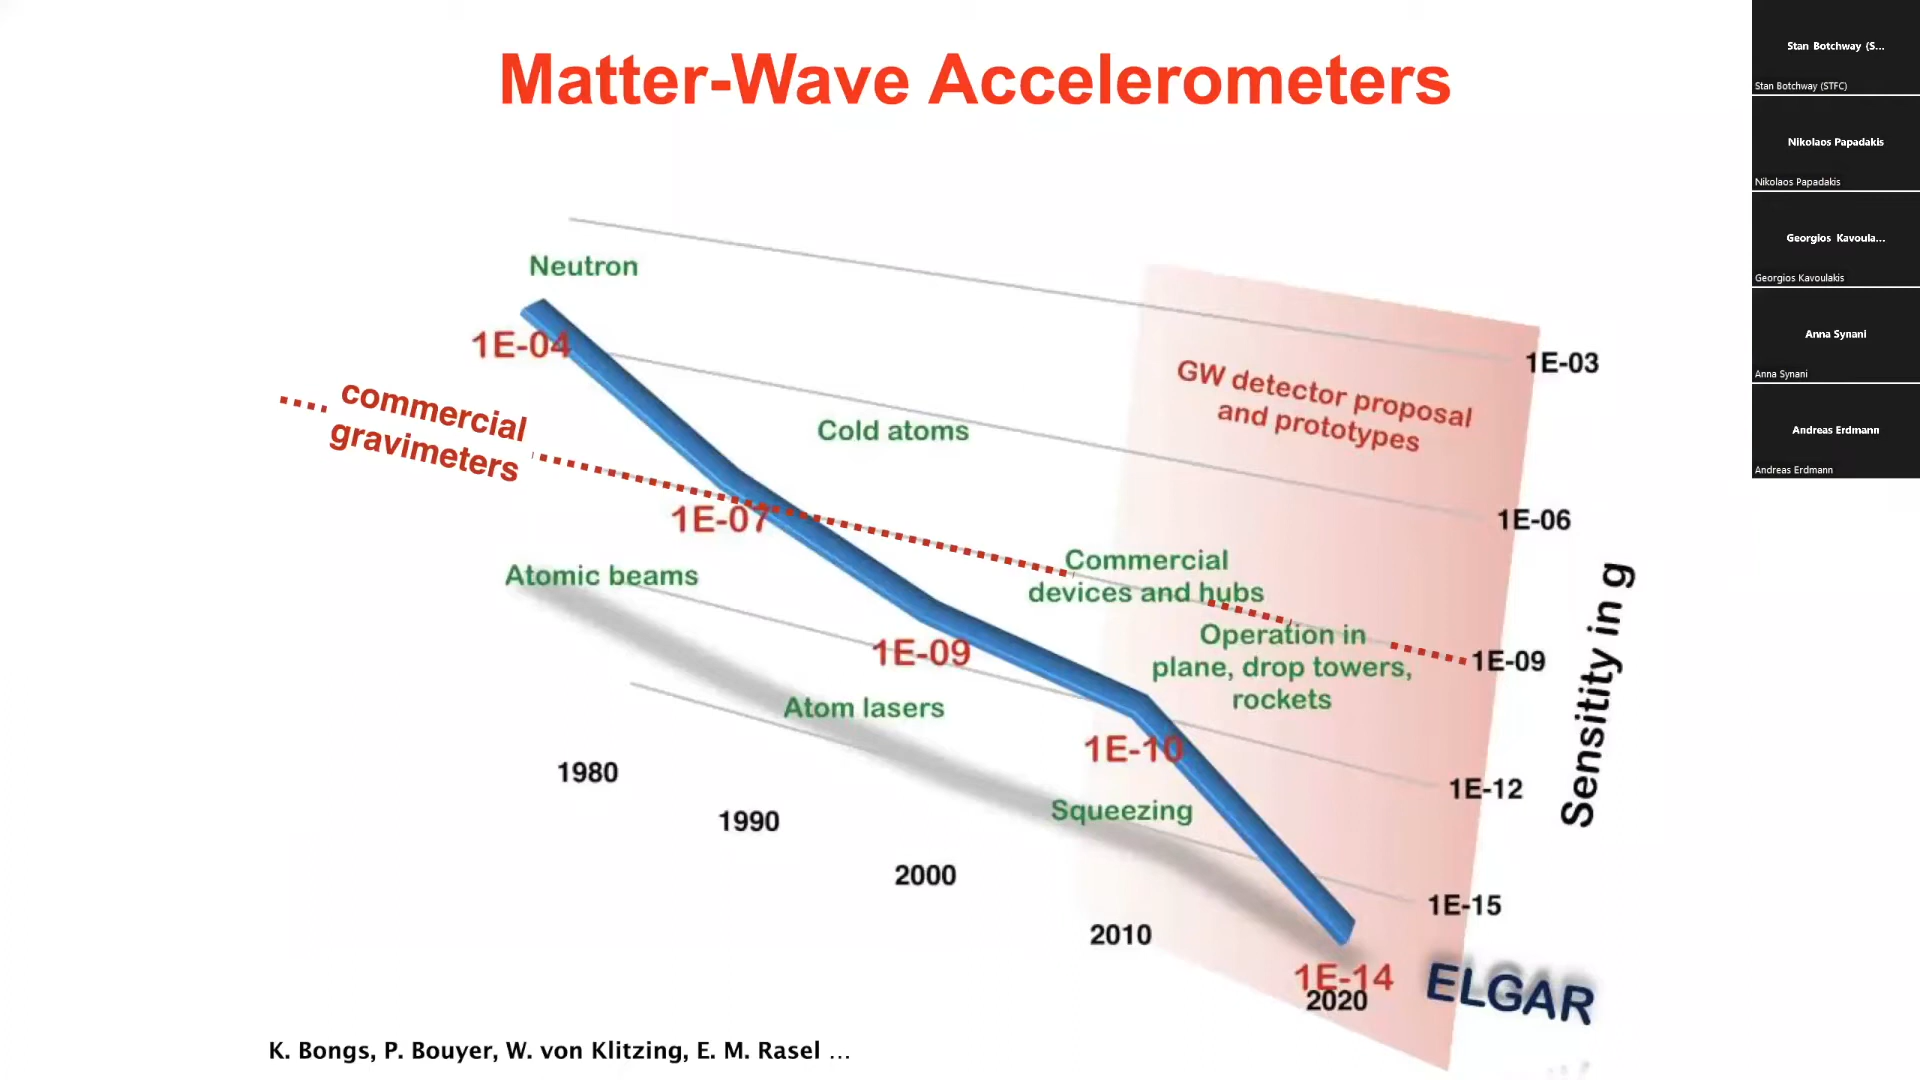 Matter-Wave Accelerometers
Neutron
1E-04
commercial
gravimeters
Cold atoms
GW detector proposal
and prototypes
1E-03
1E-06
1E-07
Atomic beams
Commercial
devices and hubs
Operation in
plane, drop towers,
rockets
1E-09
1E-09
Atom lasers
1E-10
1E-12
Sensitity in g
Squeezing
1E-15
1980
1990
2000
2010
1E-14
2020
ELGAR
K. Bongs, P. Bouyer, W. von Klitzing, E. M. Rasel ...
Stan Botchway (S...
Stan Botchway (STFC)
Nikolaos Papadakis
Nikolaos Papadakis
Georgios Kavoula...
Georgios Kavoulakis
Anna Synani
Anna Synani
Andreas Erdmann
Andreas Erdmann